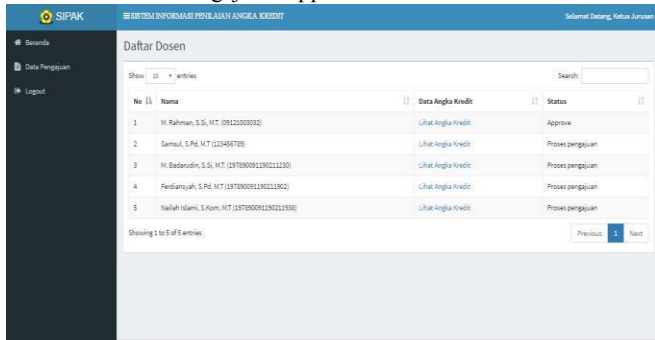 SIPAK
SISTEM INFORMASI PENILAIAN ANGKA KREDIT
Selamat Datang, Ketua Jurusan
Beranda
Data Pengajuan
Logout
Daftar Dosen
Show 10 entries
Search:
No Nama Data Angka Kredit Status
1 M. Rahman, S.Si, M.T. (09121003032) Lihat Angka Kredit Approve
2 Samsul, S.Pd, M.T (123456789) Lihat Angka Kredit Proses pengajuan
3 M. Badarudin, S.Si, M.T. (197890091190211230) Lihat Angka Kredit Proses pengajuan
4 Ferdiansyah, S.Pd, M.T (197890091190211902) Lihat Angka Kredit Proses pengajuan
5 Nailah Islami, S.Kom, M.T (197890091190211938) Lihat Angka Kredit Proses pengajuan
Showing 1 to 5 of 5 entries
Previous 1 Next